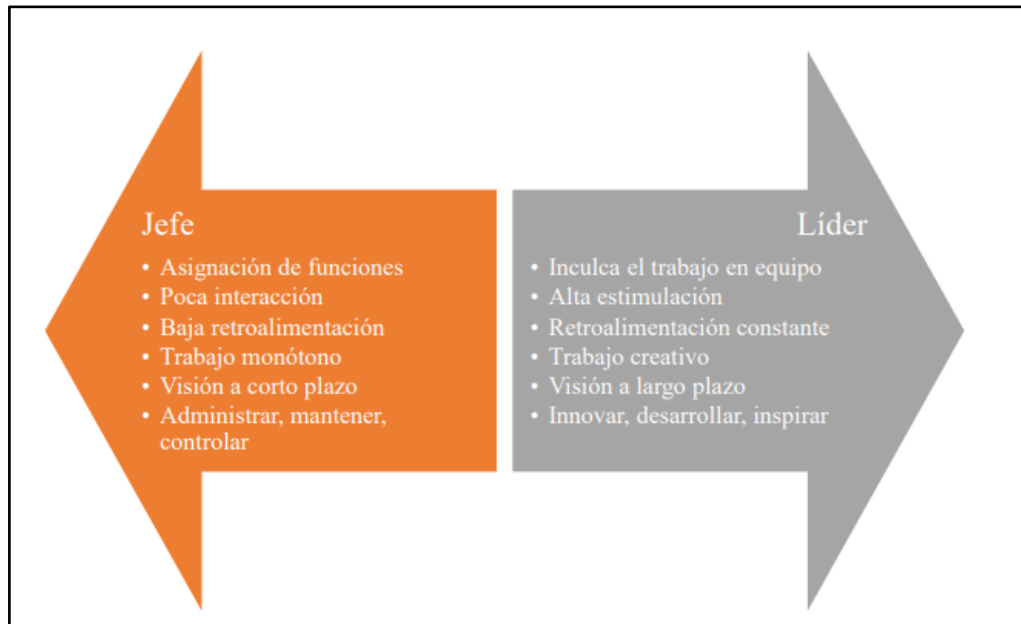 Jefe
• Asignación de funciones
• Poca interacción
• Baja retroalimentación
• Trabajo monótono
• Visión a corto plazo
• Administrar, mantener,
controlar
Líder
• Inculca el trabajo en equipo
• Alta estimulación
• Retroalimentación constante
• Trabajo creativo
• Visión a largo plazo
• Innovar, desarrollar, inspirar